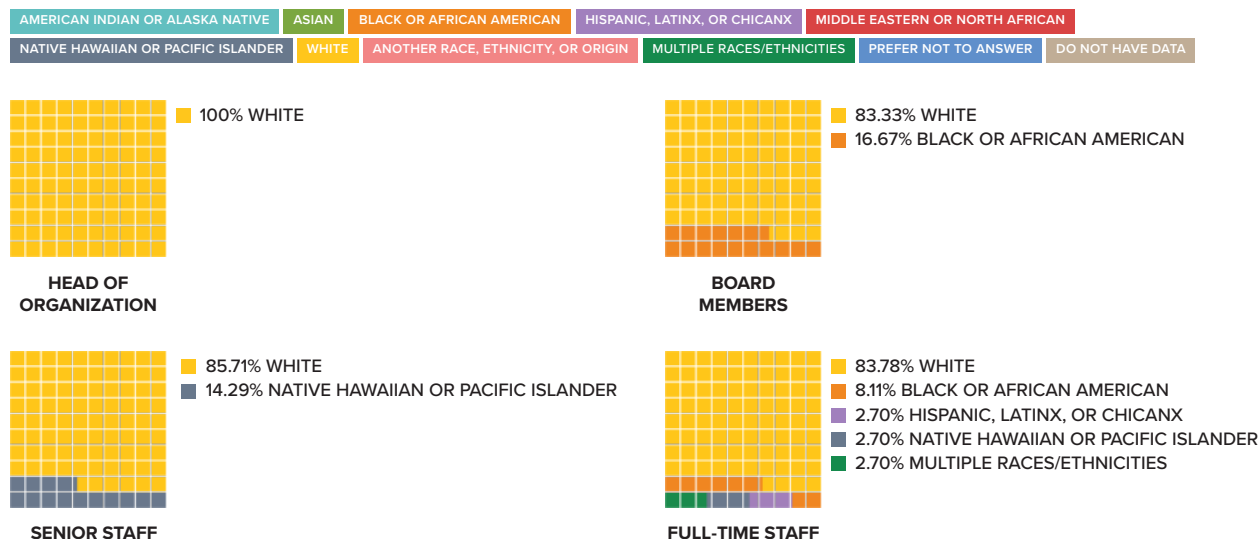 AMERICAN INDIAN OR ALASKA NATIVE ASIAN BLACK OR AFRICAN AMERICAN HISPANIC, LATINX, OR CHICANX MIDDLE EASTERN OR NORTH AFRICAN
NATIVE HAWAIIAN OR PACIFIC ISLANDER WHITE ANOTHER RACE, ETHNICITY, OR ORIGIN MULTIPLE RACES/ETHNICITIES PREFER NOT TO ANSWER DO NOT HAVE DATA
100% WHITE
HEAD OF
ORGANIZATION
83.33% WHITE
16.67% BLACK OR AFRICAN AMERICAN
BOARD
MEMBERS
85.71% WHITE
14.29% NATIVE HAWAIIAN OR PACIFIC ISLANDER
SENIOR STAFF
83.78% WHITE
8.11% BLACK OR AFRICAN AMERICAN
2.70% HISPANIC, LATINX, OR CHICANX
2.70% NATIVE HAWAIIAN OR PACIFIC ISLANDER
2.70% MULTIPLE RACES/ETHNICITIES
FULL-TIME STAFF